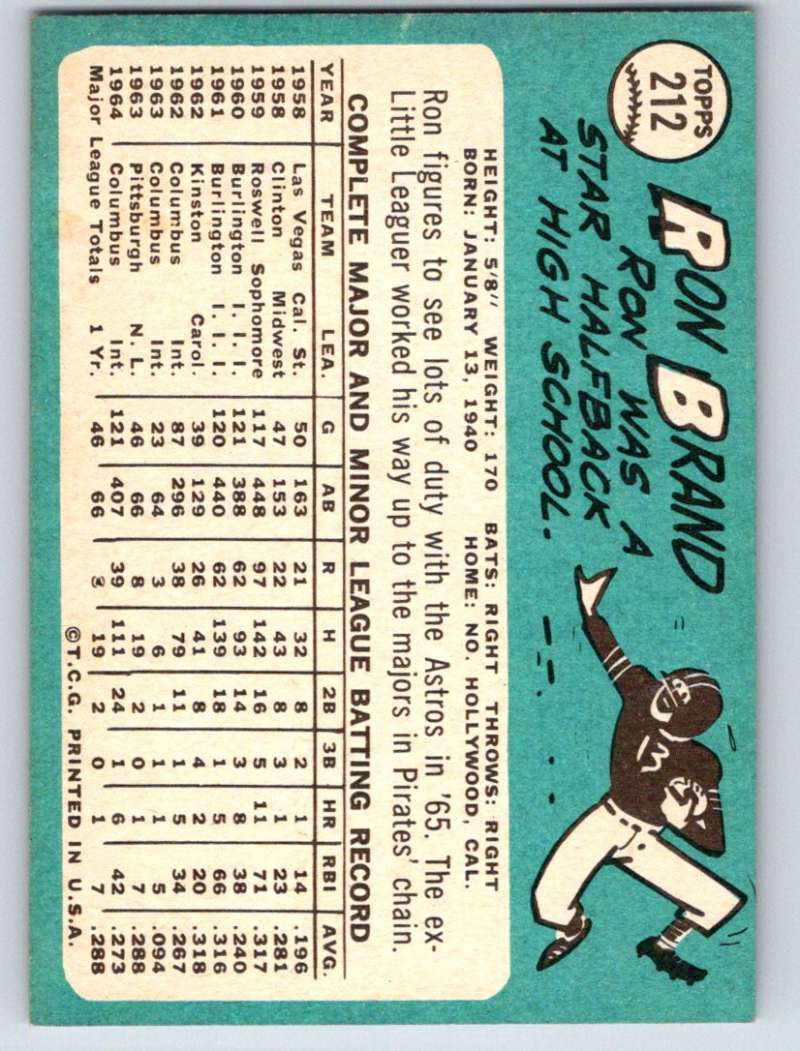 TOPPS
212
RON BRAND
RON WAS A
STAR HALFBACK
AT HIGH SCHOOL.
3
HEIGHT: 5'8" WEIGHT: 170 BATS: RIGHT THROWS: RIGHT
BORN: JANUARY 13, 1940 HOME: NO. HOLLYWOOD, CAL.
Ron figures to see lots of duty with the Astros in '65. The ex-
Little Leaguer worked his way up to the majors in Pirates' chain.
COMPLETE MAJOR AND MINOR LEAGUE BATTING RECORD
YEAR TEAM LEA. G AB R H 2B 3B HR RBI AVG.
1958 Las Vegas Cal. St. 50 163 21 32 8 2 1 14 .196
1958 Clinton Midwest 47 153 22 43 8 3 1 23 .281
1959 Roswell Sophomore 117 448 97 142 16 5 11 71 .317
1960 Burlington I. I. I. 121 388 62 93 14 3 8 38 .240
1961 Burlington I. I. I. 120 440 62 139 18 1 5 66 .316
1962 Kinston Carol. 39 129 26 41 8 4 2 20 .318
1962 Columbus Int. 87 296 38 79 11 1 5 34 .267
1963 Columbus Int. 23 64 3 6 1 1 1 5 .094
1963 Pittsburgh N. L. 46 66 8 19 2 0 1 7 .288
1964 Columbus Int. 121 407 39 111 24 1 6 42 .273
Major League Totals 1 Yr. 46 66 19 2 0 1 7 .288
©T.C.G. PRINTED IN U.S.A.